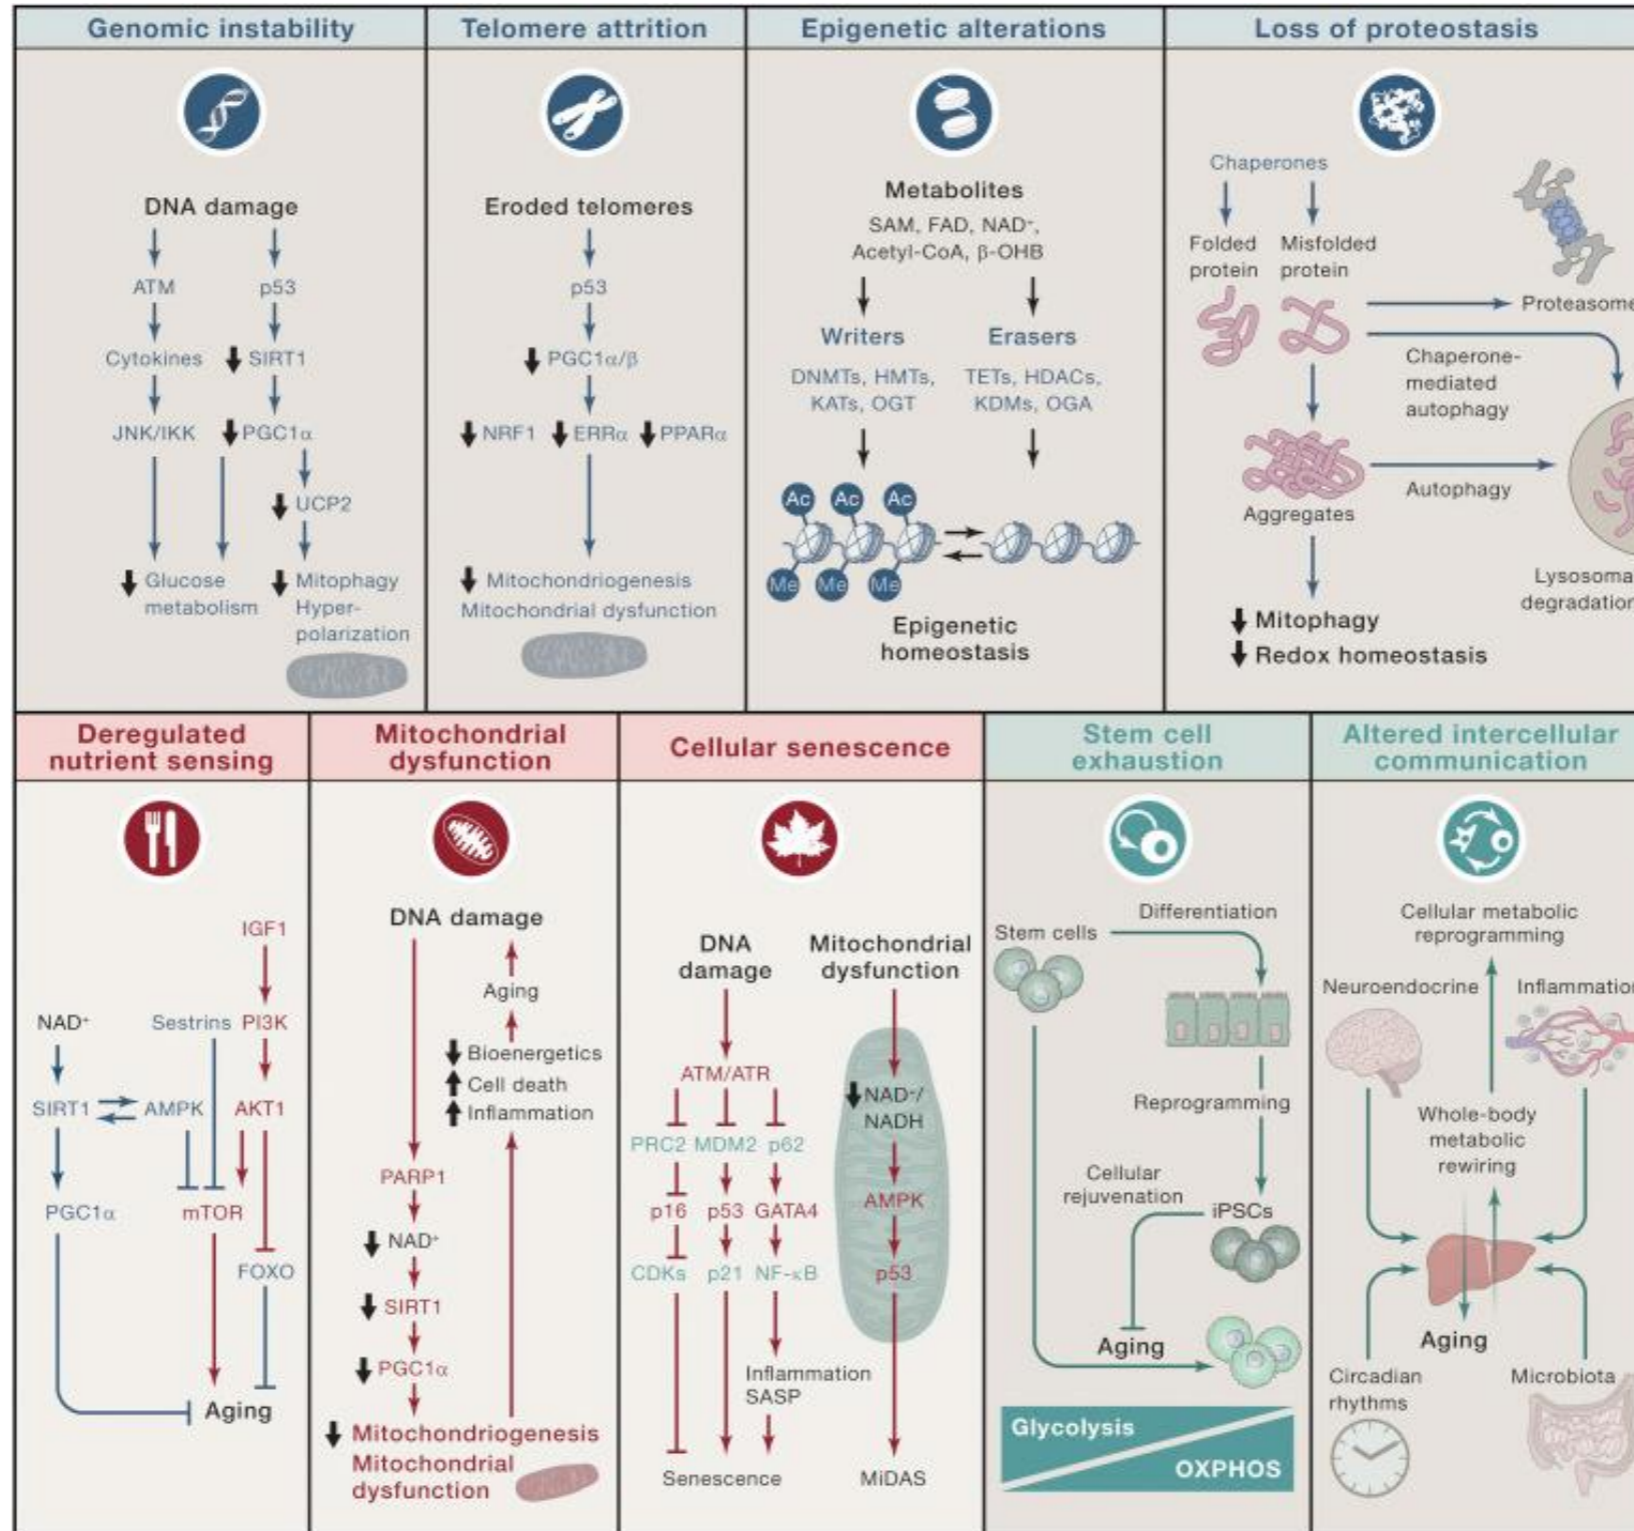 Genomic instability
DNA damage
ATM
p53
Cytokines
SIRT1
JNK/IKK
PGC1α
UCP2
Glucose
metabolism
Mitophagy
Hyper-
polarization
Telomere attrition
Eroded telomeres
p53
PGC1α/β
NRF1
ERRα
PPARα
Mitochondriogenesis
Mitochondrial dysfunction
Epigenetic alterations
Metabolites
SAM, FAD, NAD⁺,
Acetyl-CoA, β-OHB
Writers
DNMTs, HMTs,
KATs, OGT
Erasers
TETs, HDACs,
KDMs, OGA
Ac
Ac
Ac
Me
Me
Me
Epigenetic
homeostasis
Loss of proteostasis
Chaperones
Folded
protein
Misfolded
protein
Proteasome
Chaperone-
mediated
autophagy
Autophagy
Aggregates
Lysosoma
degradation
Mitophagy
Redox homeostasis
Deregulated
nutrient sensing
IGF1
NAD⁺
Sestrins
PI3K
SIRT1
AMPK
AKT1
PGC1α
mTOR
FOXO
Aging
Mitochondrial
dysfunction
DNA damage
Aging
Bioenergetics
Cell death
Inflammation
PARP1
NAD⁺
SIRT1
PGC1α
Mitochondriogenesis
Mitochondrial
dysfunction
Cellular senescence
DNA
damage
Mitochondrial
dysfunction
ATM/ATR
PRC2
MDM2
p62
p16
p53
GATA4
CDKs
p21
NF-κB
Inflammation
SASP
Senescence
NAD⁺/
NADH
AMPK
p53
MiDAS
Stem cell
exhaustion
Differentiation
Stem cells
Reprogramming
Cellular
rejuvenation
iPSCs
Aging
Glycolysis
OXPHOS
Altered intercellular
communication
Cellular metabolic
reprogramming
Neuroendocrine
Inflammation
Whole-body
metabolic
rewiring
Aging
Circadian
rhythms
Microbiota